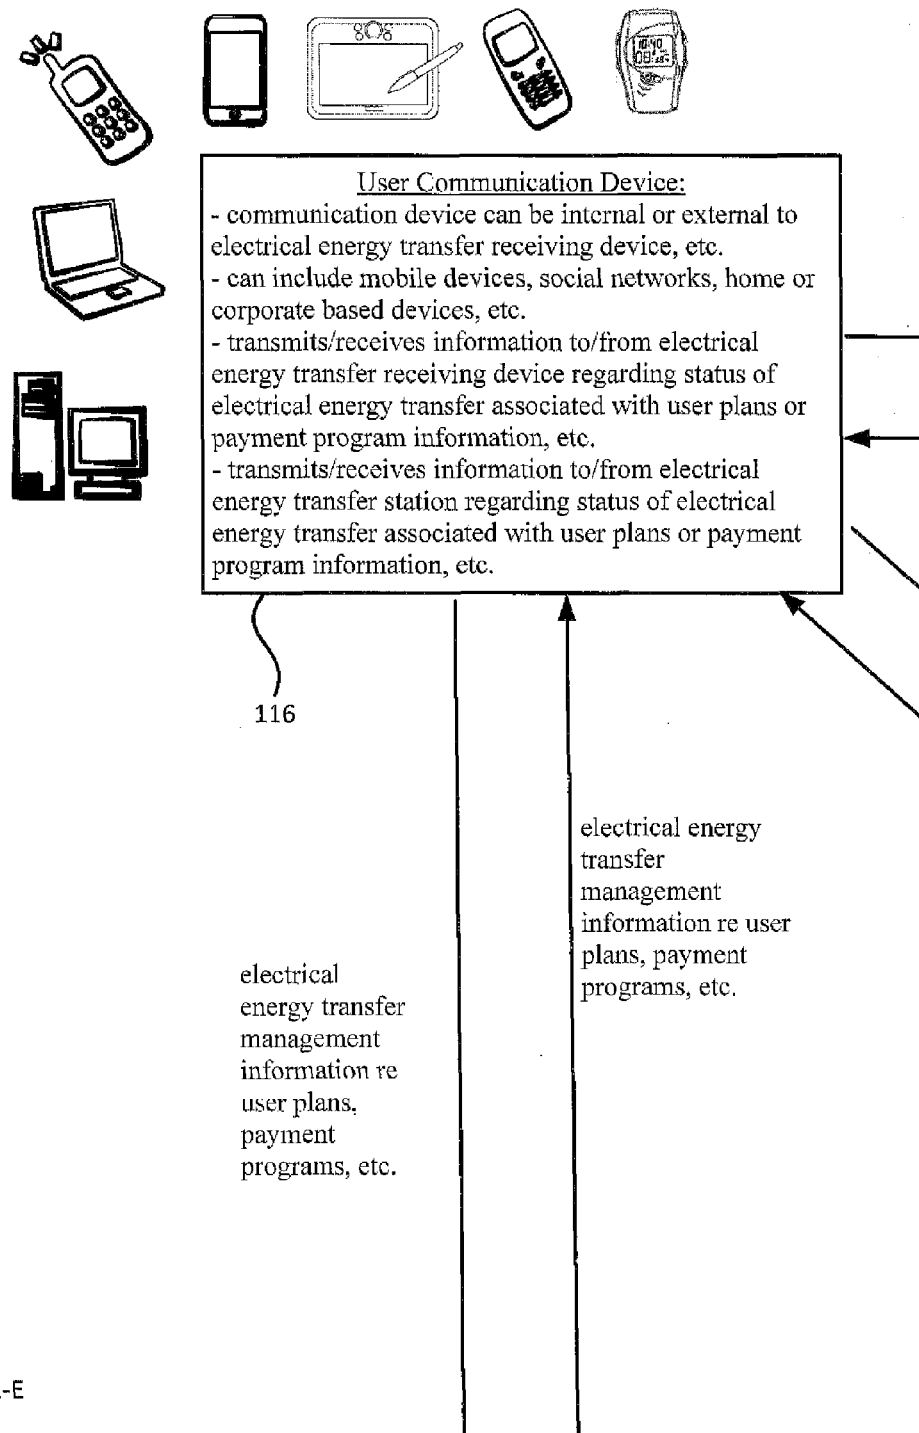 10:40
User Communication Device:
- communication device can be internal or external to
electrical energy transfer receiving device, etc.
- can include mobile devices, social networks, home or
corporate based devices, etc.
- transmits/receives information to/from electrical
energy transfer receiving device regarding status of
electrical energy transfer associated with user plans or
payment program information, etc.
- transmits/receives information to/from electrical
energy transfer station regarding status of electrical
energy transfer associated with user plans or payment
program information, etc.
116
electrical energy
transfer
management
information re user
plans, payment
programs, etc.
electrical
energy transfer
management
information re
user plans,
payment
programs, etc.
-E